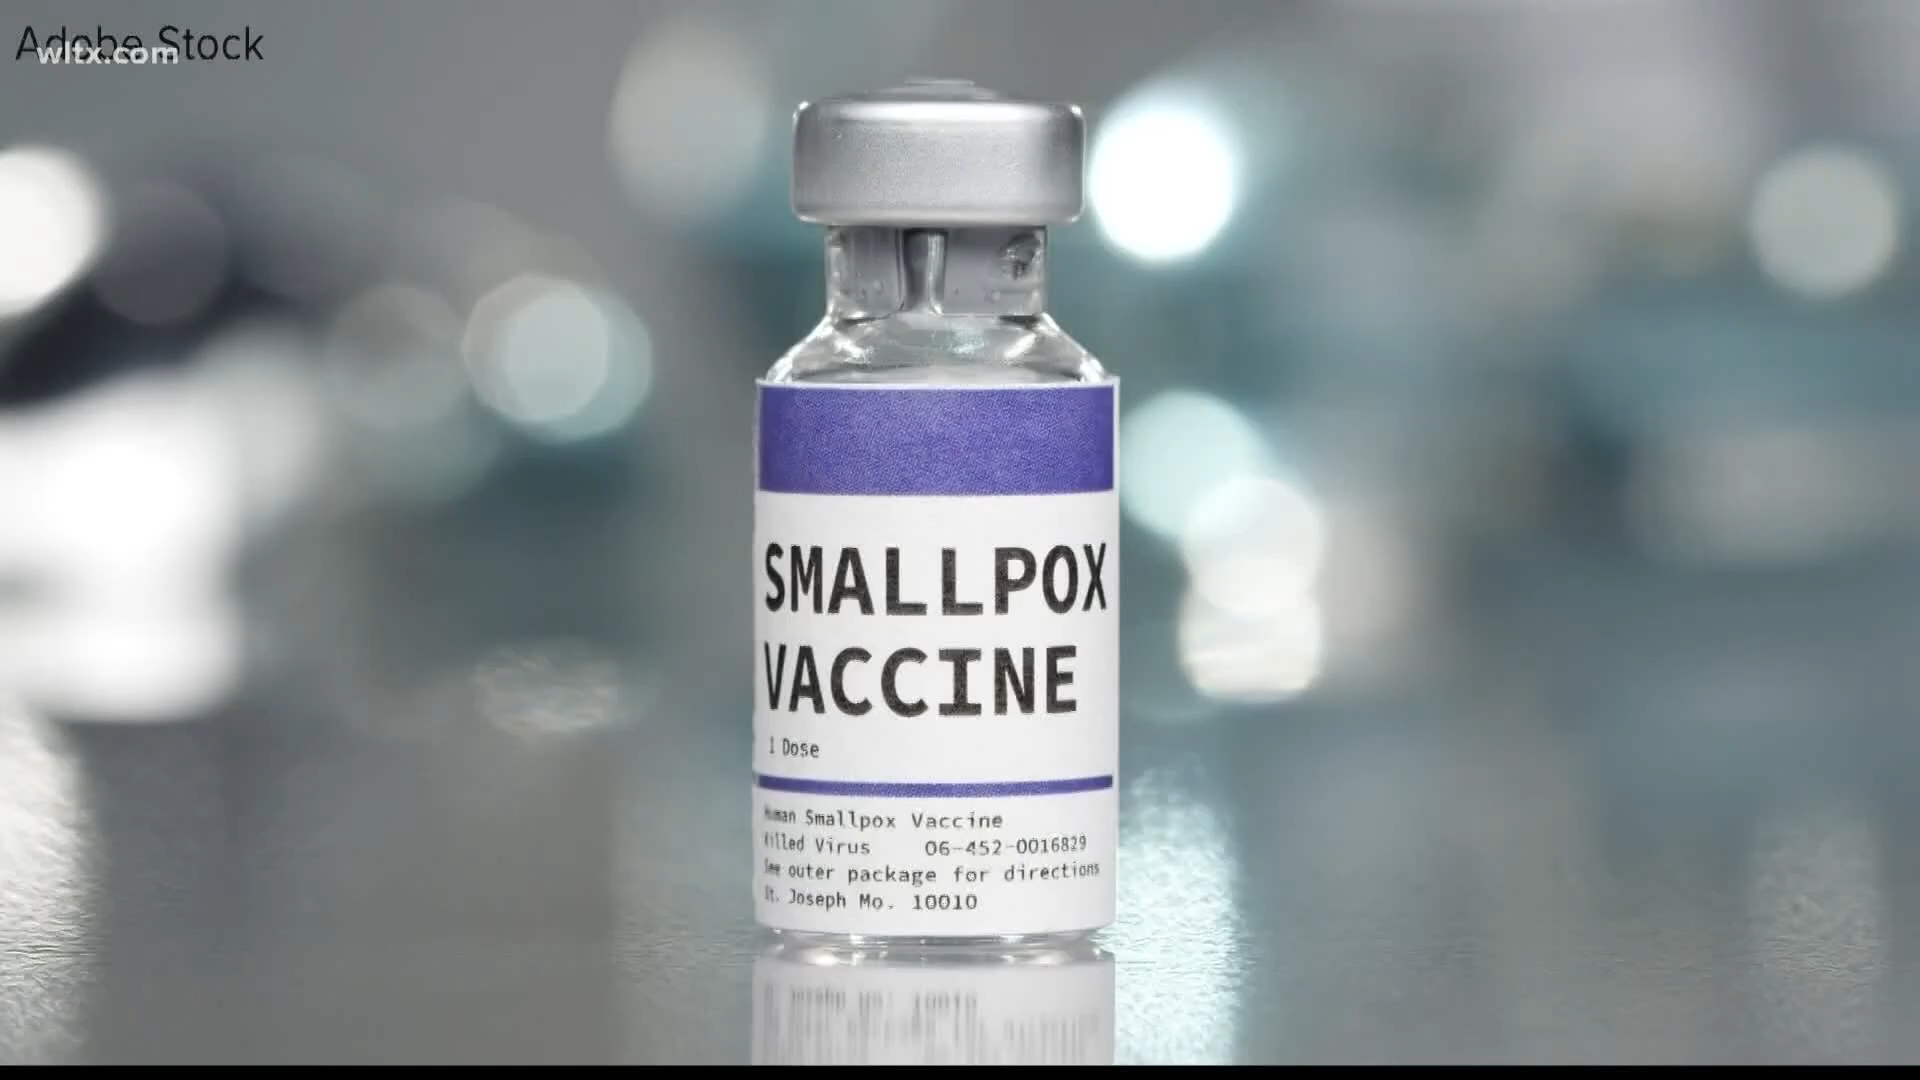 Adobe Stock
wltx.com
SMALLPOX
VACCINE
1 Dose
Human Smallpox Vaccine
Killed Virus 06-452-0016829
See outer package for directions
St. Joseph Mo. 10010